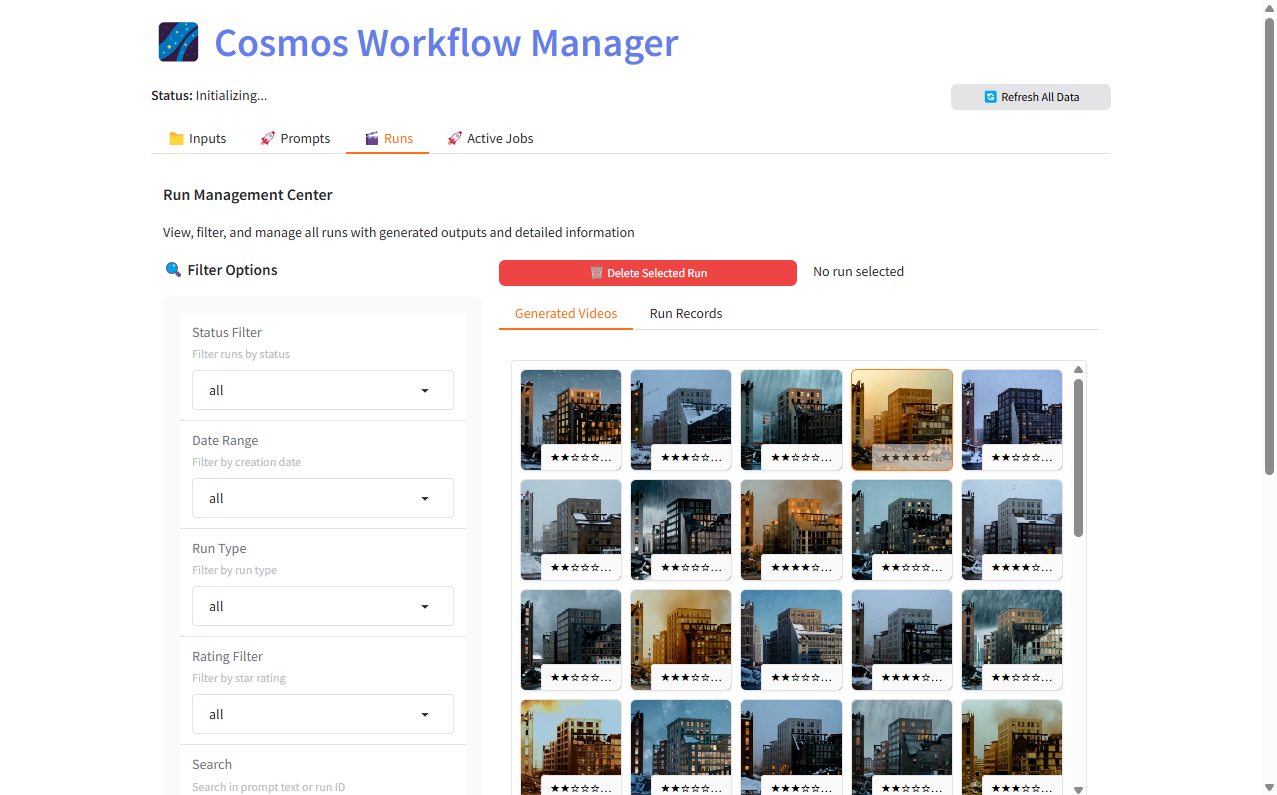 Cosmos Workflow Manager
Status: Initializing...
Refresh All Data
Inputs
Prompts
Runs
Active Jobs
Run Management Center
View, filter, and manage all runs with generated outputs and detailed information
Filter Options
Delete Selected Run
No run selected
Generated Videos
Run Records
Status Filter
Filter runs by status
all
Date Range
Filter by creation date
all
Run Type
Filter by run type
all
Rating Filter
Filter by star rating
all
Search
Search in prompt text or run ID
★★☆☆☆...
★★★☆☆...
★★☆☆☆...
★★★★☆...
★★☆☆☆...
★★☆☆☆...
★★☆☆☆...
★★★★☆...
★★☆☆☆...
★★★★☆...
★★☆☆☆...
★★★☆☆...
★★☆☆☆...
★★★★☆...
★★☆☆☆...
★★☆☆☆...
★★☆☆☆...
★★★☆☆...
★★☆☆☆...
★★★☆☆...